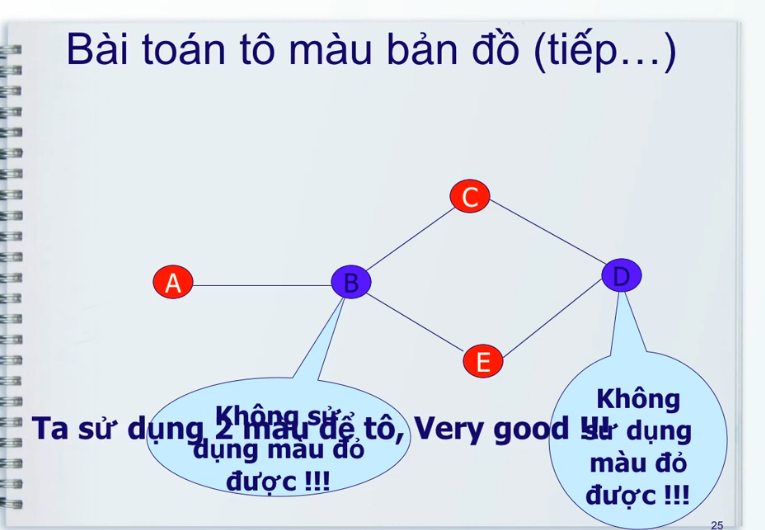 Bài toán tô màu bản đồ (tiếp…)
C
A
B
D
E
Không sử
dụng màu đỏ
được !!!
Ta sử dụng 2 màu để tô, Very good !!!
Không
sử dụng
màu đỏ
được !!!
25